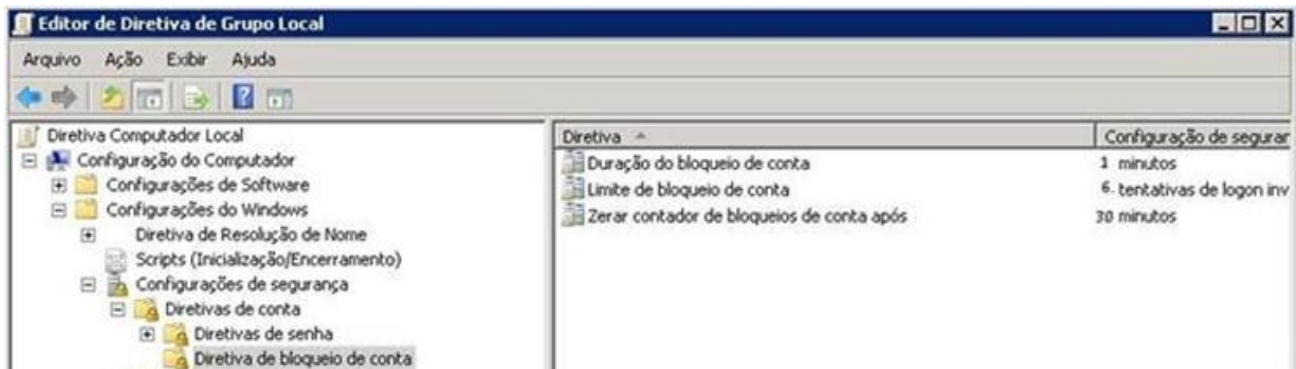 Editor de Diretiva de Grupo Local
Arquivo Ação Exibir Ajuda
Diretiva Computador Local
Configuração do Computador
Configurações de Software
Configurações do Windows
Diretiva de Resolução de Nome
Scripts (Inicialização/Encerramento)
Configurações de segurança
Diretivas de conta
Diretivas de senha
Diretiva de bloqueio de conta
Diretiva Configuração de seguran
Duração do bloqueio de conta 1 minutos
Limite de bloqueio de conta 6 tentativas de logon inv
Zerar contador de bloqueios de conta após 30 minutos